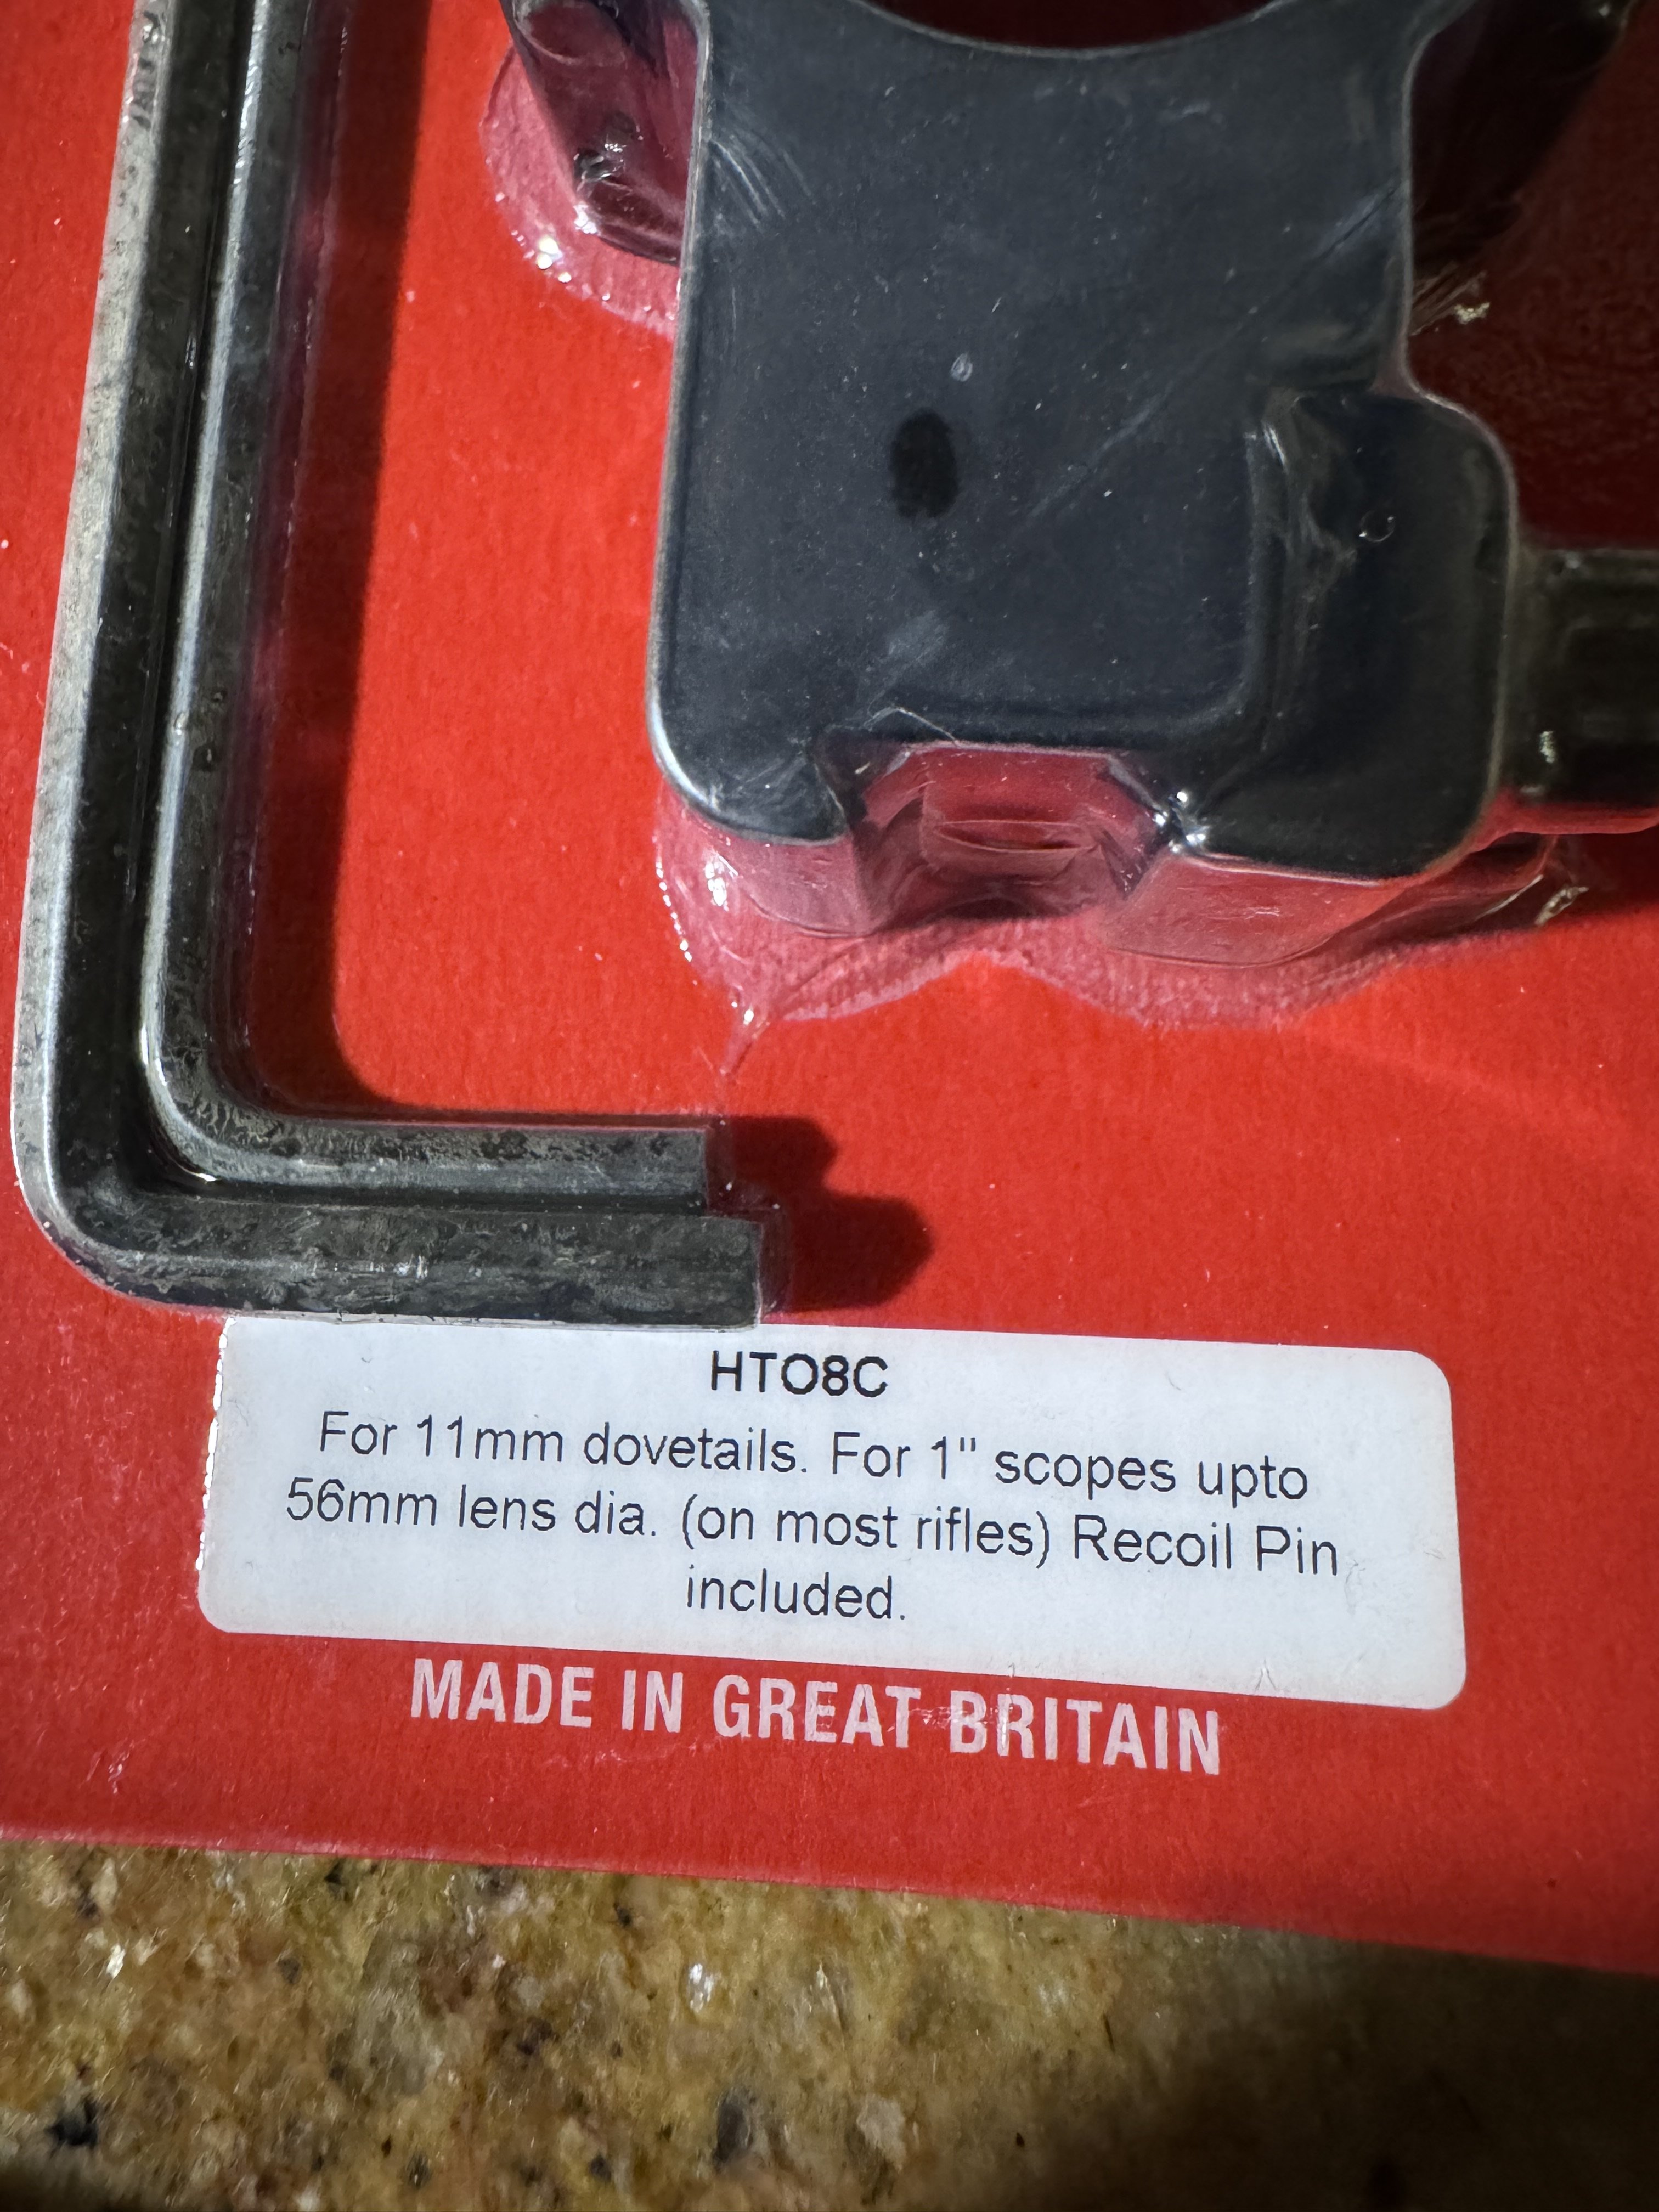 HTO8C
For 11mm dovetails. For 1" scopes upto
56mm lens dia. (on most rifles) Recoil Pin
included.
MADE IN GREAT BRITAIN